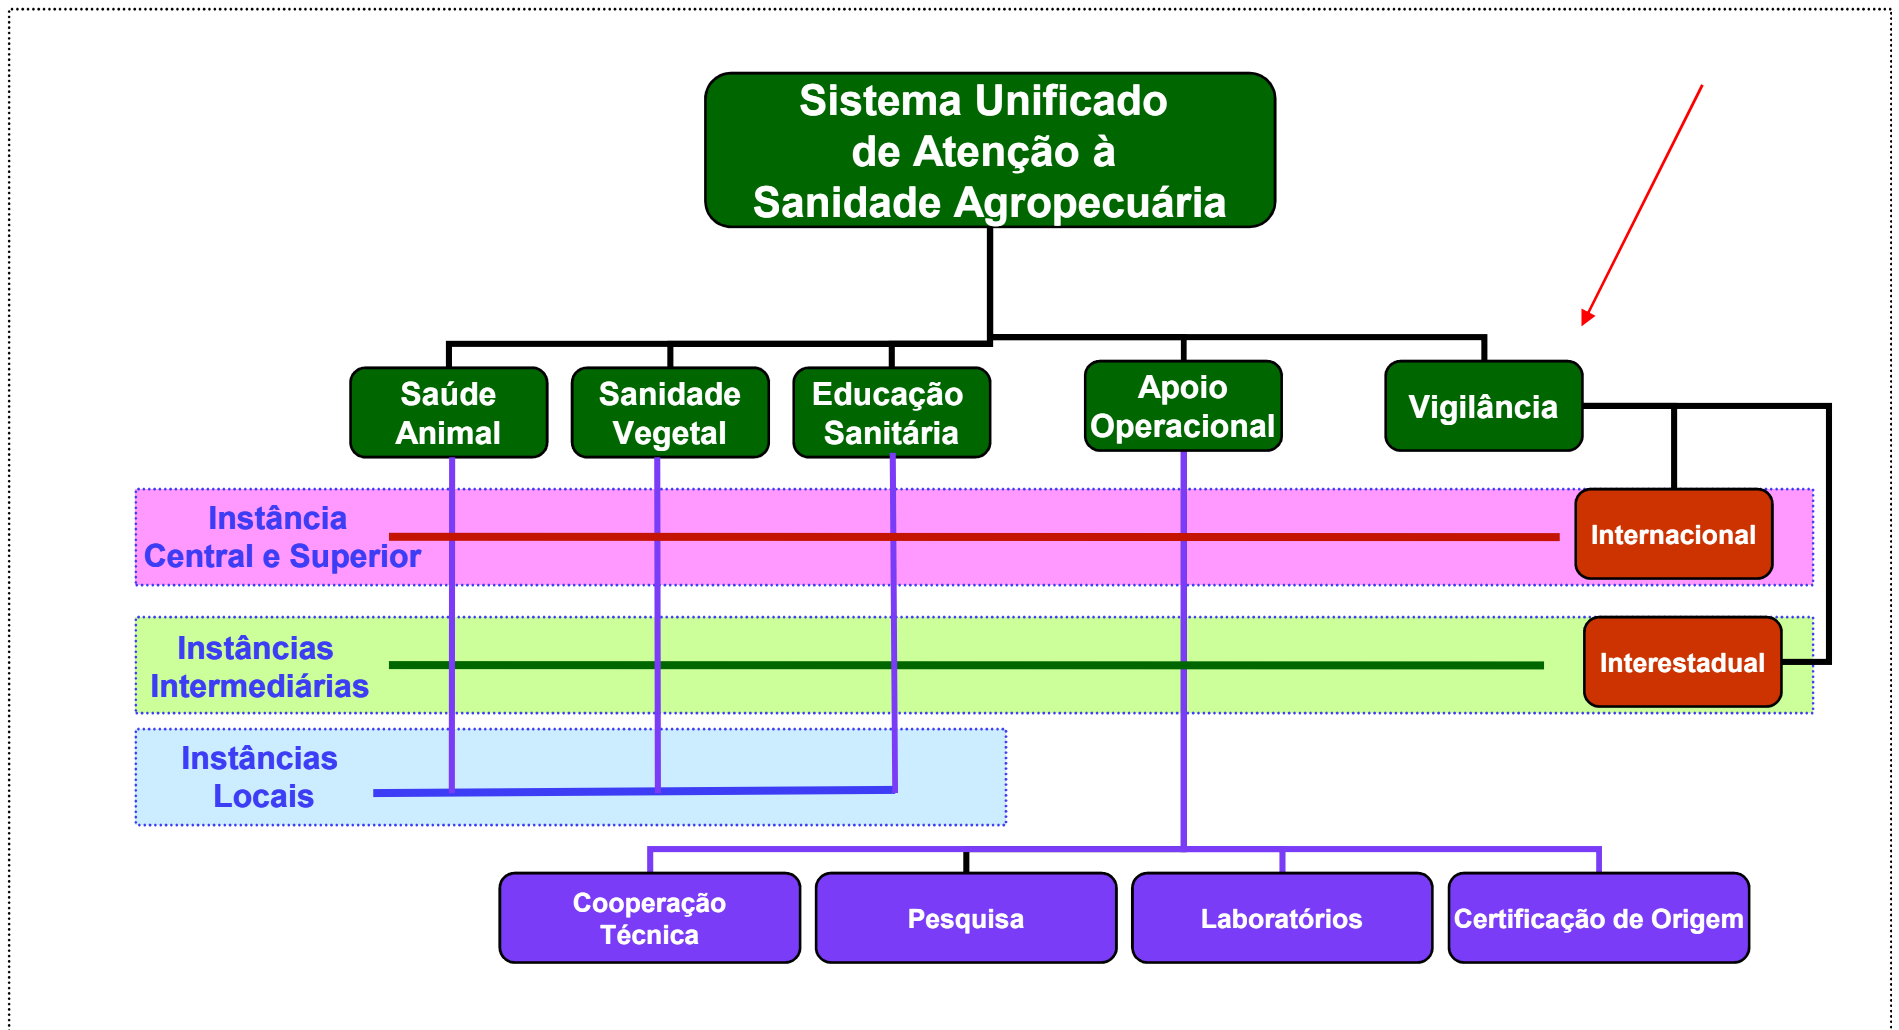 Sistema Unificado
de Atenção à
Sanidade Agropecuária
Saúde
Animal
Sanidade
Vegetal
Educação
Sanitária
Apoio
Operacional
Vigilância
Instância
Central e Superior
Internacional
Instâncias
Intermediárias
Interestadual
Instâncias
Locais
Cooperação
Técnica
Pesquisa
Laboratórios
Certificação de Origem